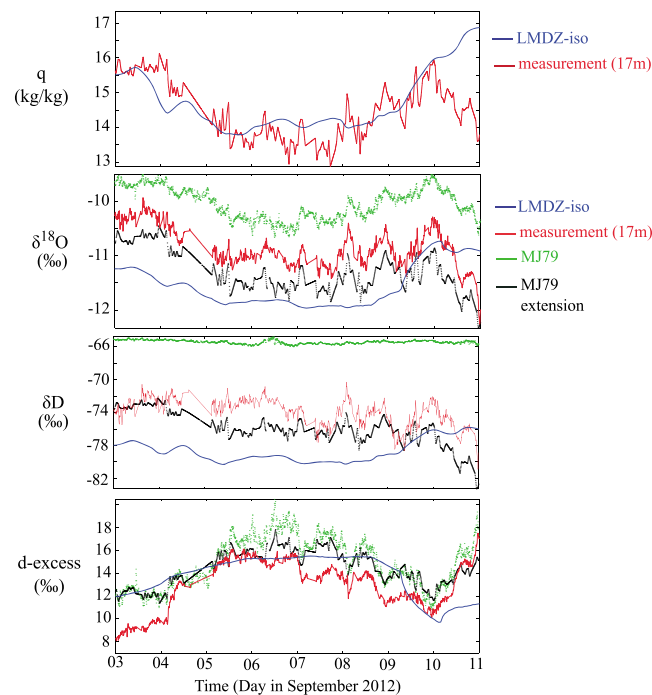 17
16
15
14
13
q
(kg/kg)
LMDZ-iso
measurement (17m)
-10
-11
-12
δ18O
(‰)
LMDZ-iso
measurement (17m)
MJ79
MJ79
extension
-66
-70
-74
-78
-82
δD
(‰)
18
16
14
12
10
8
d-excess
(‰)
03 04 05 06 07 08 09 10 11
Time (Day in September 2012)